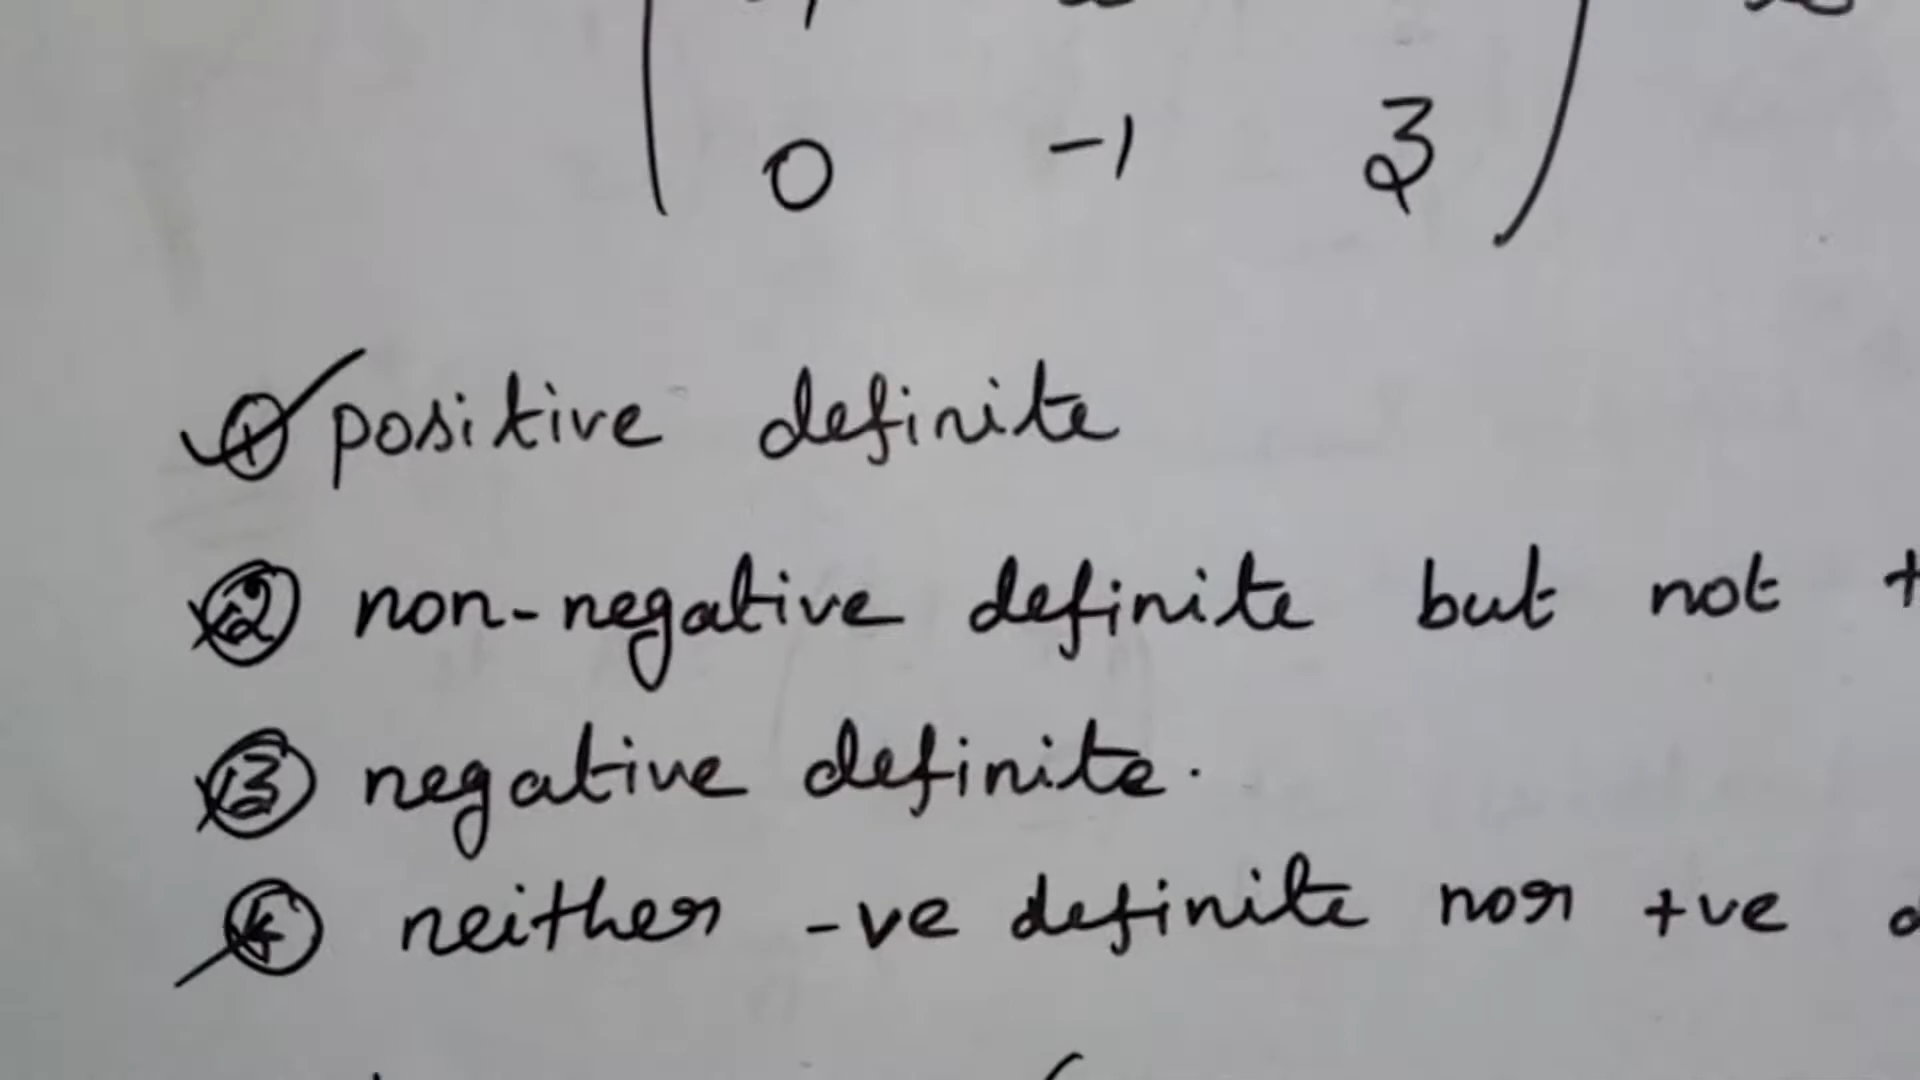 0 -1 3
① positive definite
② non-negative definite but not
③ negative definite.
④ neither -ve definite nor +ve